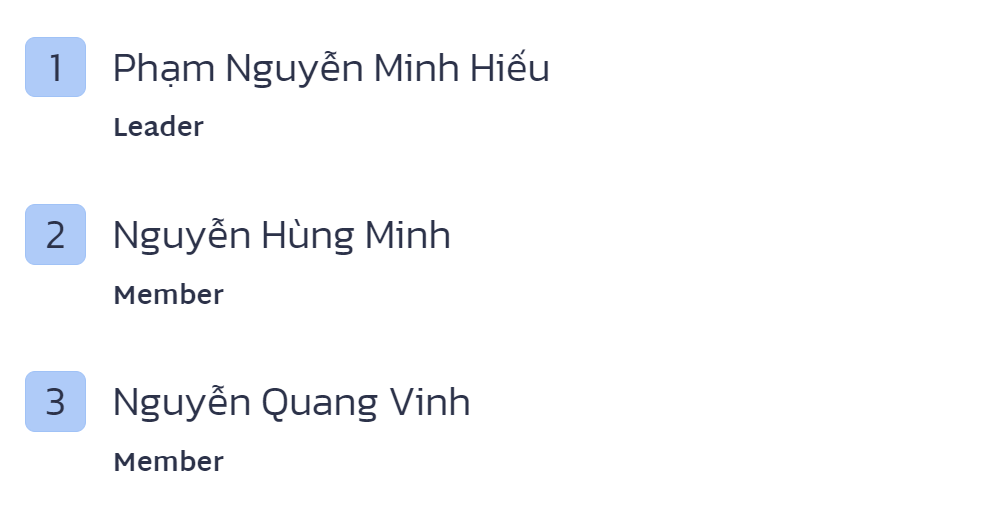 1
Phạm Nguyễn Minh Hiếu
Leader
2
Nguyễn Hùng Minh
Member
3
Nguyễn Quang Vinh
Member